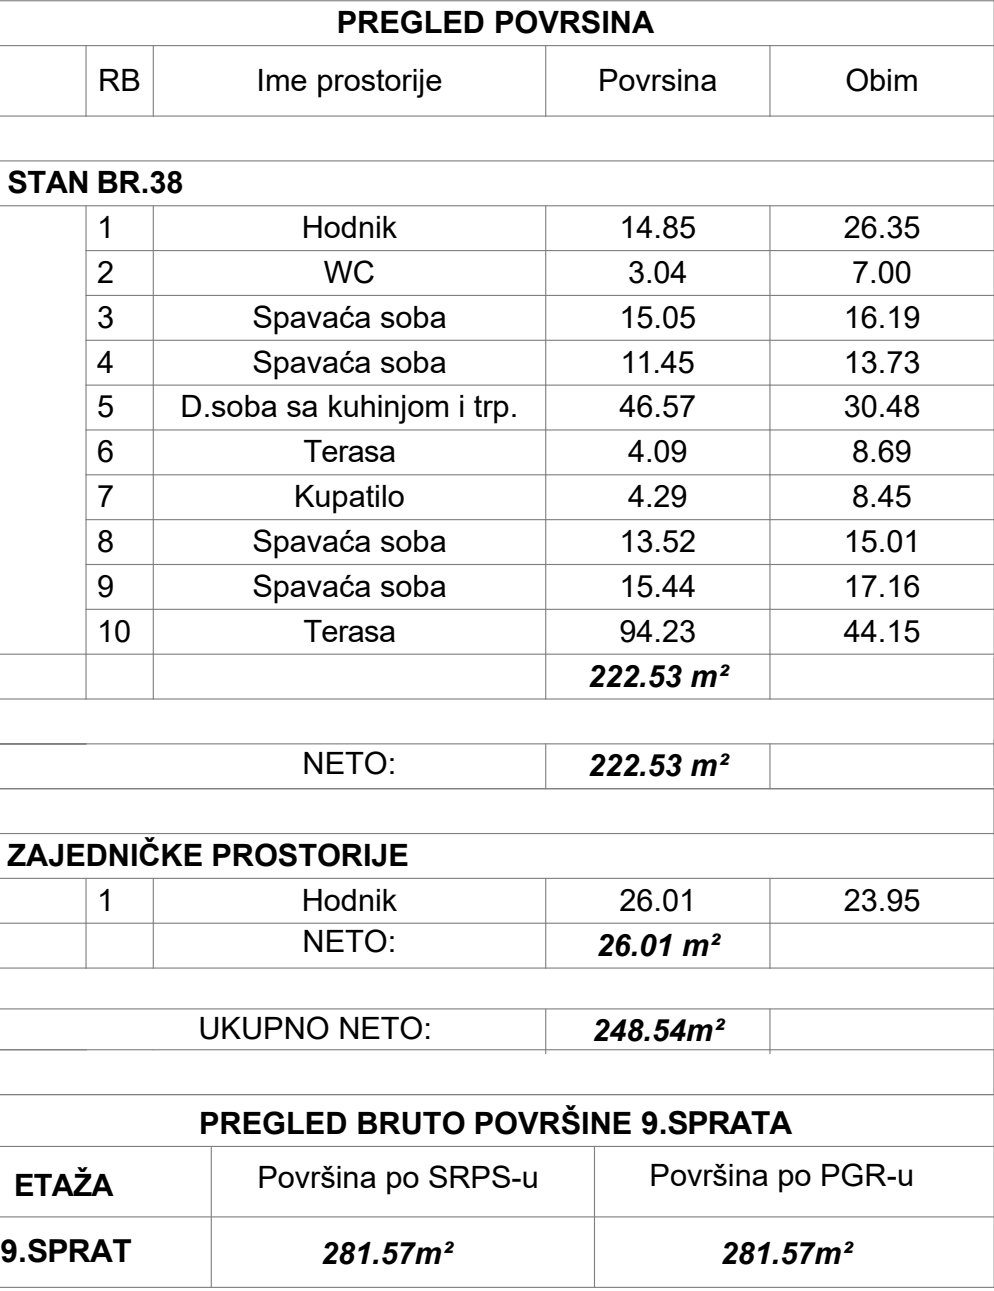 PREGLED POVRSINA
RB Ime prostorije Povrsina Obim
STAN BR.38
1 Hodnik 14.85 26.35
2 WC 3.04 7.00
3 Spavaća soba 15.05 16.19
4 Spavaća soba 11.45 13.73
5 D.soba sa kuhinjom i trp. 46.57 30.48
6 Terasa 4.09 8.69
7 Kupatilo 4.29 8.45
8 Spavaća soba 13.52 15.01
9 Spavaća soba 15.44 17.16
10 Terasa 94.23 44.15
222.53 m²
NETO: 222.53 m²
ZAJEDNIČKE PROSTORIJE
1 Hodnik 26.01 23.95
NETO: 26.01 m²
UKUPNO NETO: 248.54m²
PREGLED BRUTO POVRŠINE 9.SPRATA
ETAŽA Površina po SRPS-u Površina po PGR-u
9.SPRAT 281.57m² 281.57m²